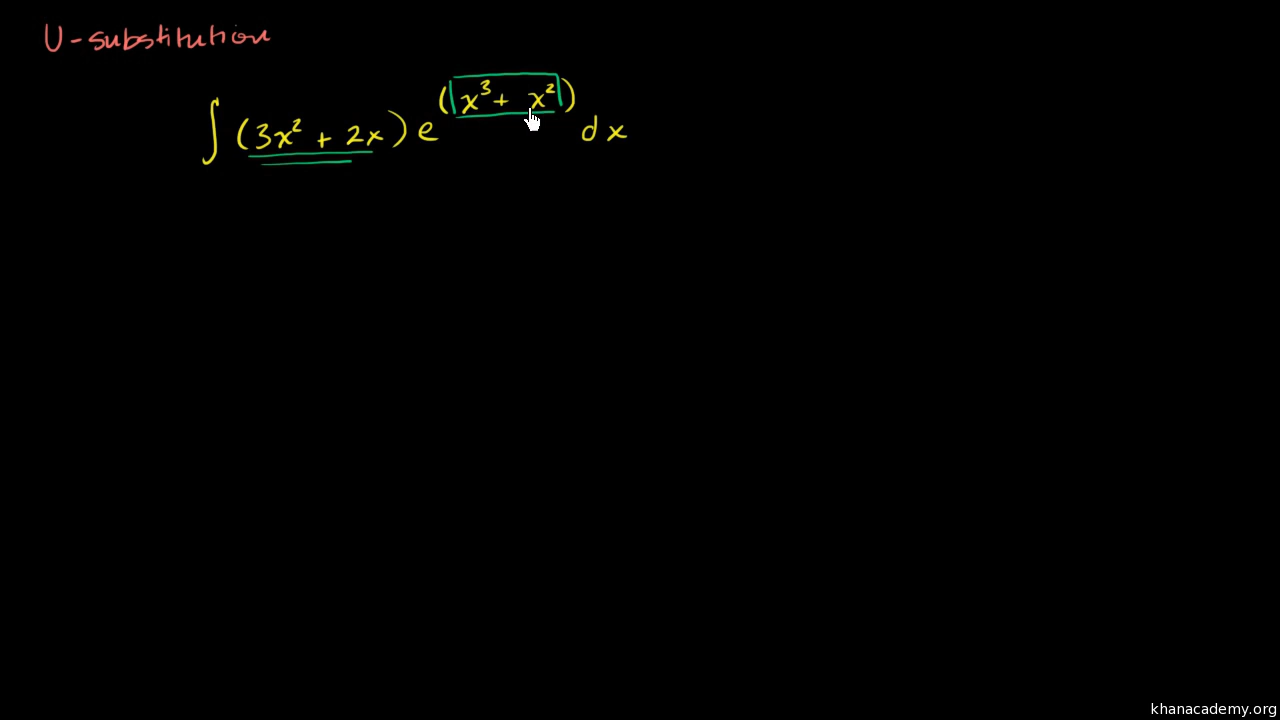 U-substitution
∫ (3x² + 2x) e^(x³ + x²) dx
khanacademy.org